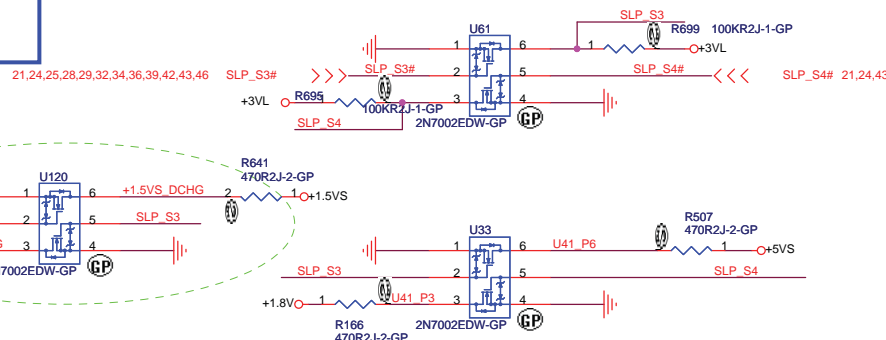 SLP_S3
U61
R699 100KR2J-1-GP
1 6 1 +3VL
21,24,25,28,29,32,34,36,39,42,43,46 SLP_S3# SLP_S3# 2 5 SLP_S4# SLP_S4# 21,24,43
+3VL R695 3 4
100KR2J-1-GP
SLP_S4 2N7002EDW-GP GP
R641
U120 470R2J-2-GP
1 6 +1.5VS_DCHG 2 1 +1.5VS
2 5 SLP_S3
3 4
7002EDW-GP GP
U33 R507
470R2J-2-GP
1 6 U41_P6 1 +5VS
SLP_S3 2 5 SLP_S4
+1.8V 1 U41_P3 3 4
R166 2N7002EDW-GP GP
470R2J-2-GP